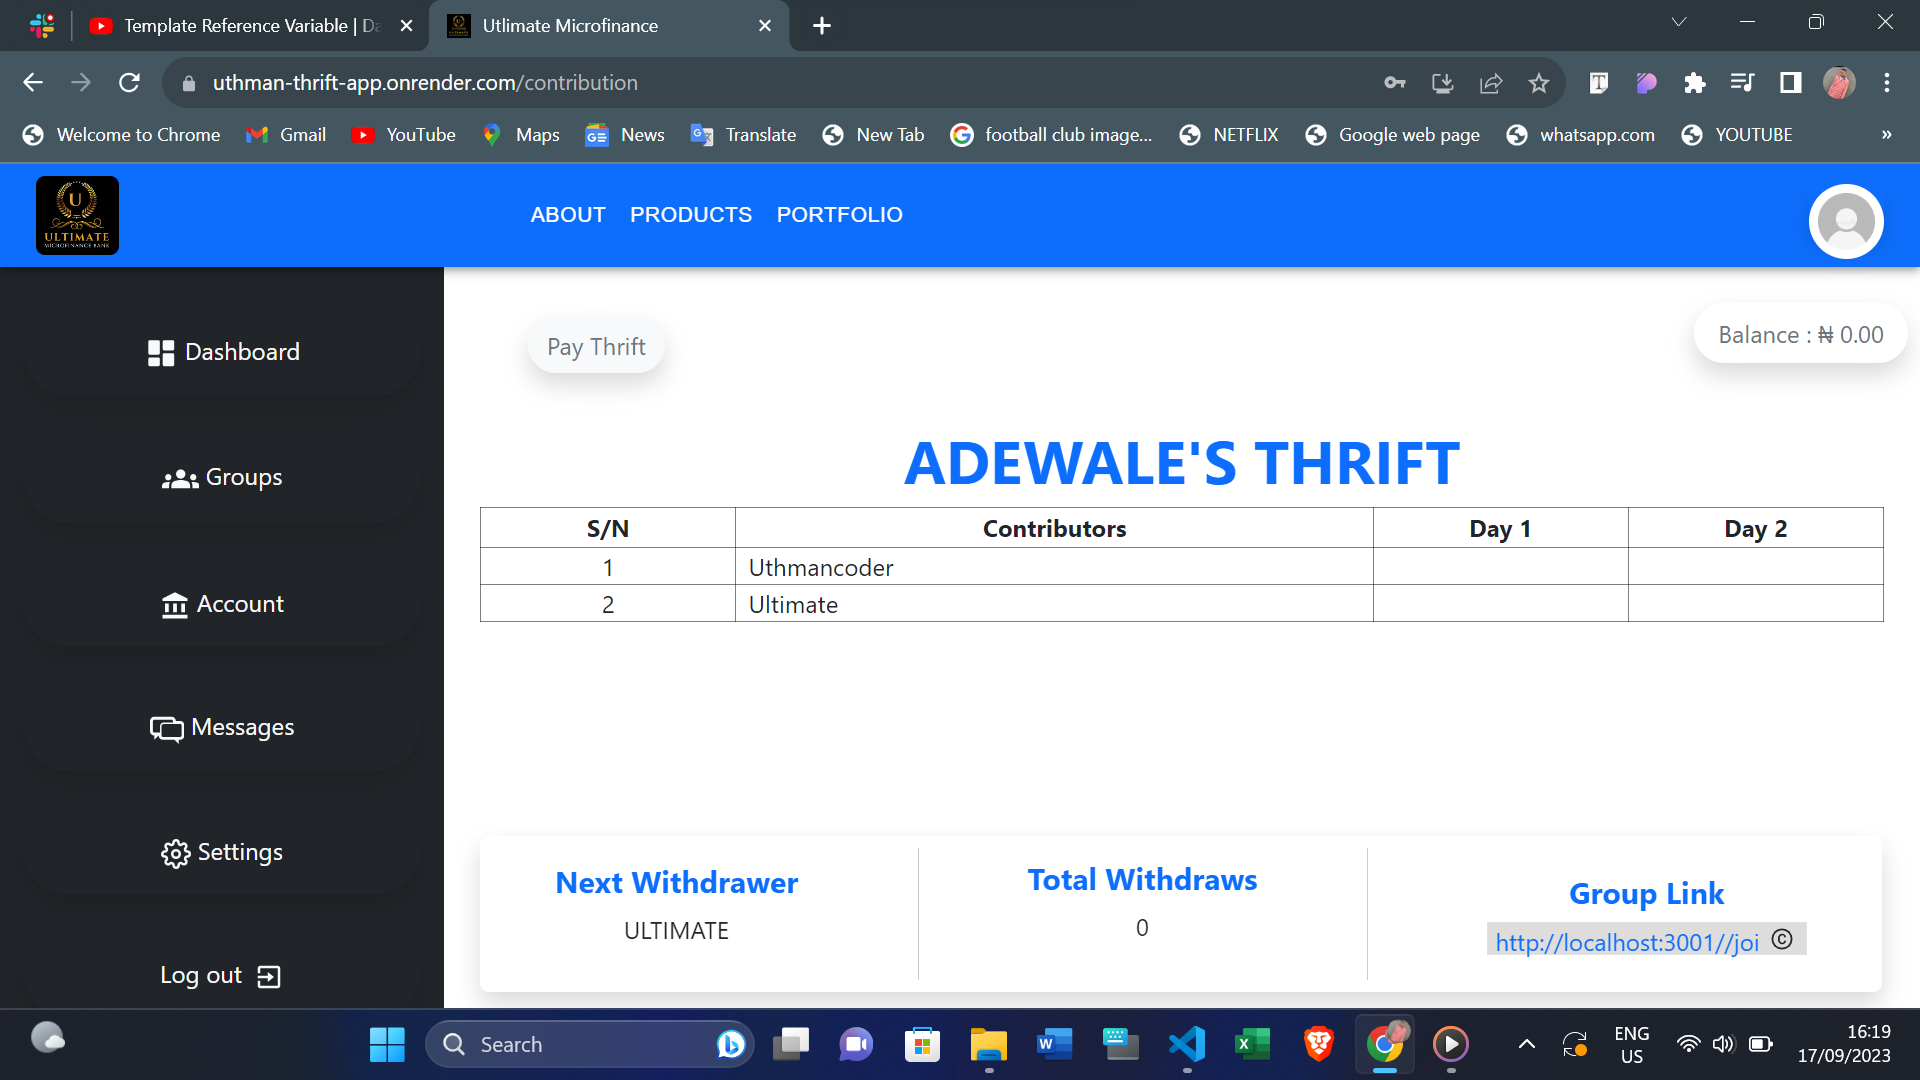 Template Reference Variable | Da
Utlimate Microfinance
uthman-thrift-app.onrender.com/contribution
Welcome to Chrome Gmail YouTube Maps News Translate New Tab football club image... NETFLIX Google web page whatsapp.com YOUTUBE »
U
ULTIMATE
MICROFINANCE BANK
ABOUT PRODUCTS PORTFOLIO
Dashboard
Groups
Account
Messages
Settings
Log out
Pay Thrift
Balance : ₦ 0.00
ADEWALE'S THRIFT
S/N Contributors Day 1 Day 2
1 Uthmancoder
2 Ultimate
Next Withdrawer
ULTIMATE
Total Withdraws
0
Group Link
http://localhost:3001//joi
Search
ENG
US
16:19
17/09/2023